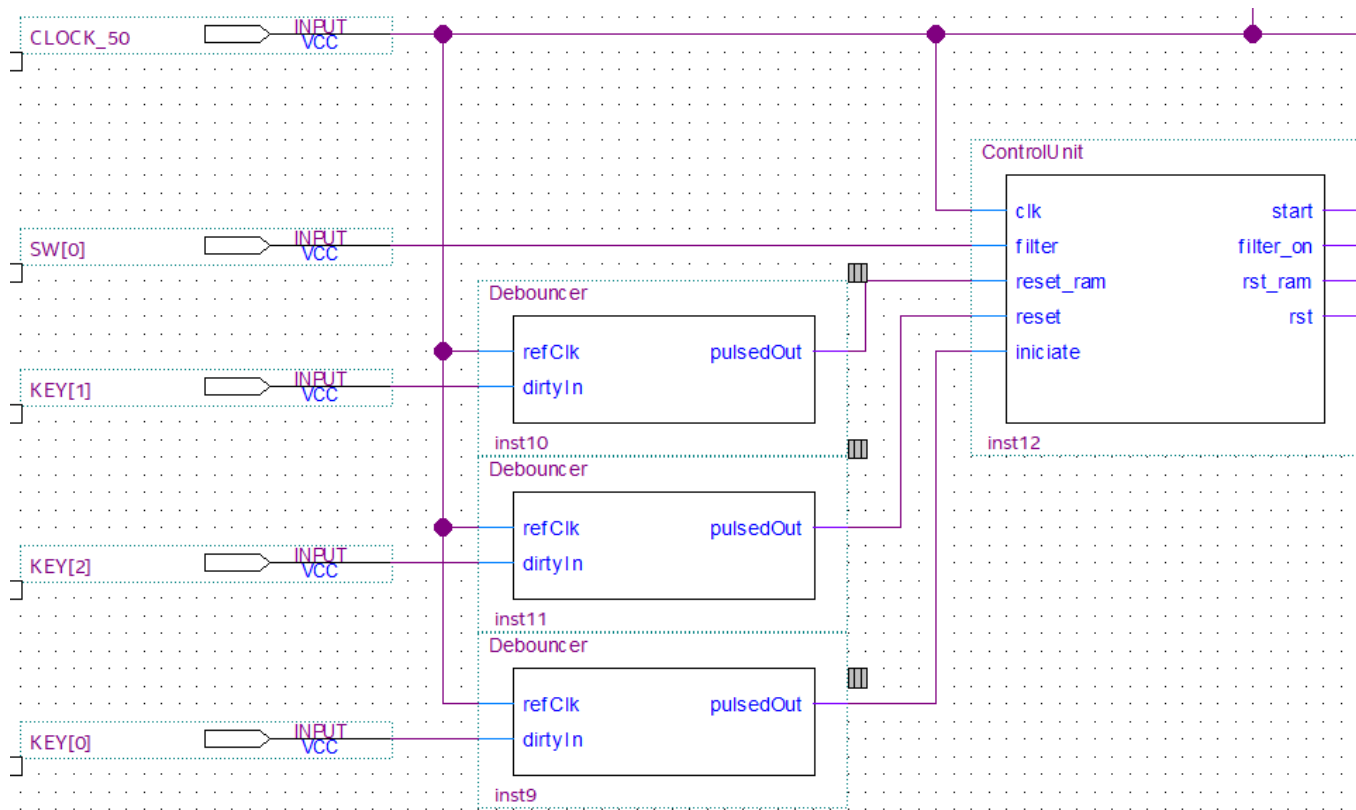 CLOCK_50
INPUT
VCC
ControlUnit
clk
start
SW[0]
INPUT
VCC
filter
filter_on
Debouncer
reset_ram
rst_ram
reset
rst
refClk
pulsedOut
iniciate
KEY[1]
INPUT
VCC
dirtyIn
inst10
inst12
Debouncer
refClk
pulsedOut
KEY[2]
INPUT
VCC
dirtyIn
inst11
Debouncer
refClk
pulsedOut
KEY[0]
INPUT
VCC
dirtyIn
inst9